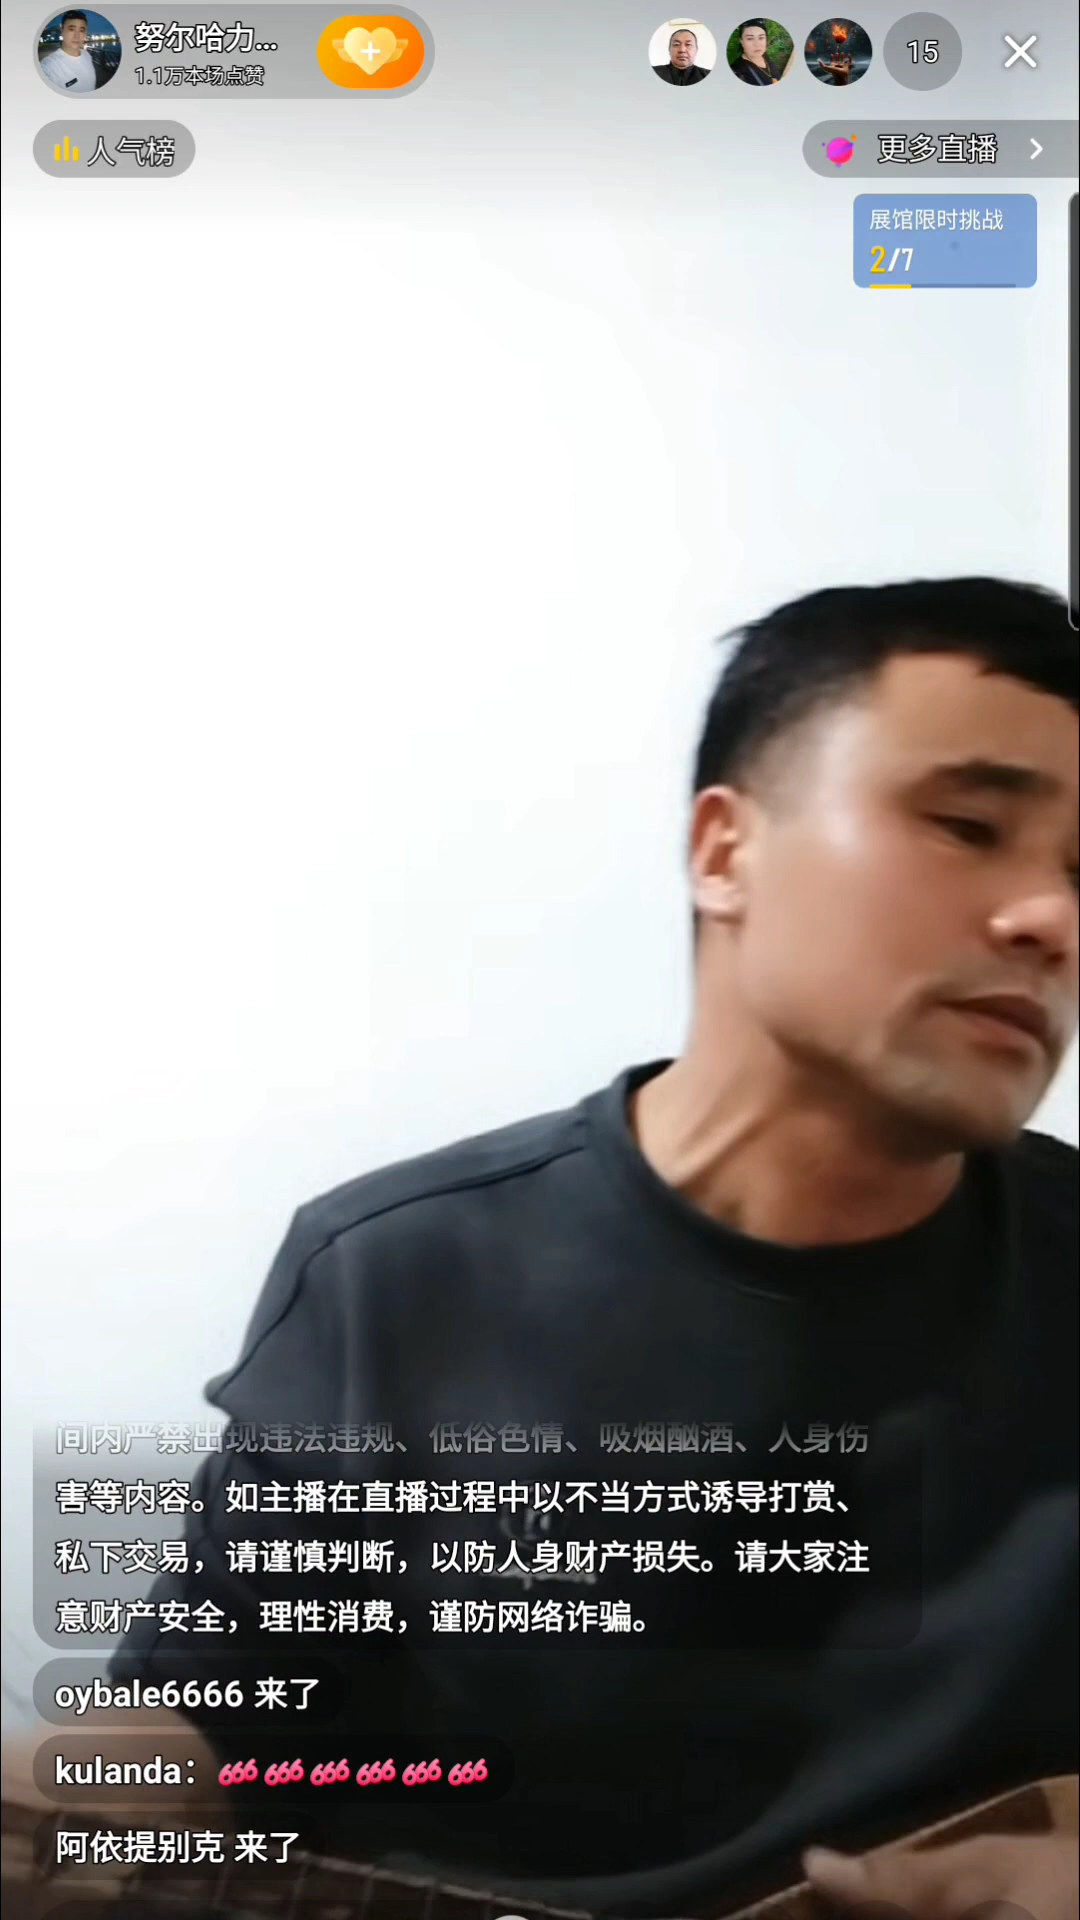 努尔哈力...
1.1万本场点赞
15
人气榜
更多直播
展馆限时挑战
2/7
间内严禁出现违法违规、低俗色情、吸烟酗酒、人身伤
害等内容。如主播在直播过程中以不当方式诱导打赏、
私下交易，请谨慎判断，以防人身财产损失。请大家注
意财产安全，理性消费，谨防网络诈骗。
oybale6666 来了
kulanda： 666 666 666 666 666 666
阿依提别克 来了